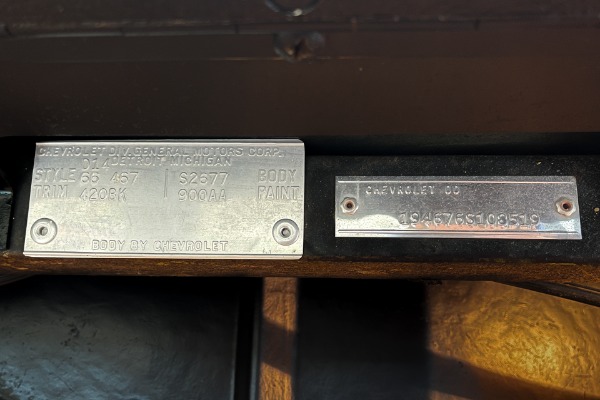 CHEVROLET DIV. GENERAL MOTORS CORP.
D14 DETROIT MICHIGAN
STYLE 66 467 S2677 BODY
TRIM 420BK 900AA PAINT
BODY BY CHEVROLET
CHEVROLET CO
194676S108519